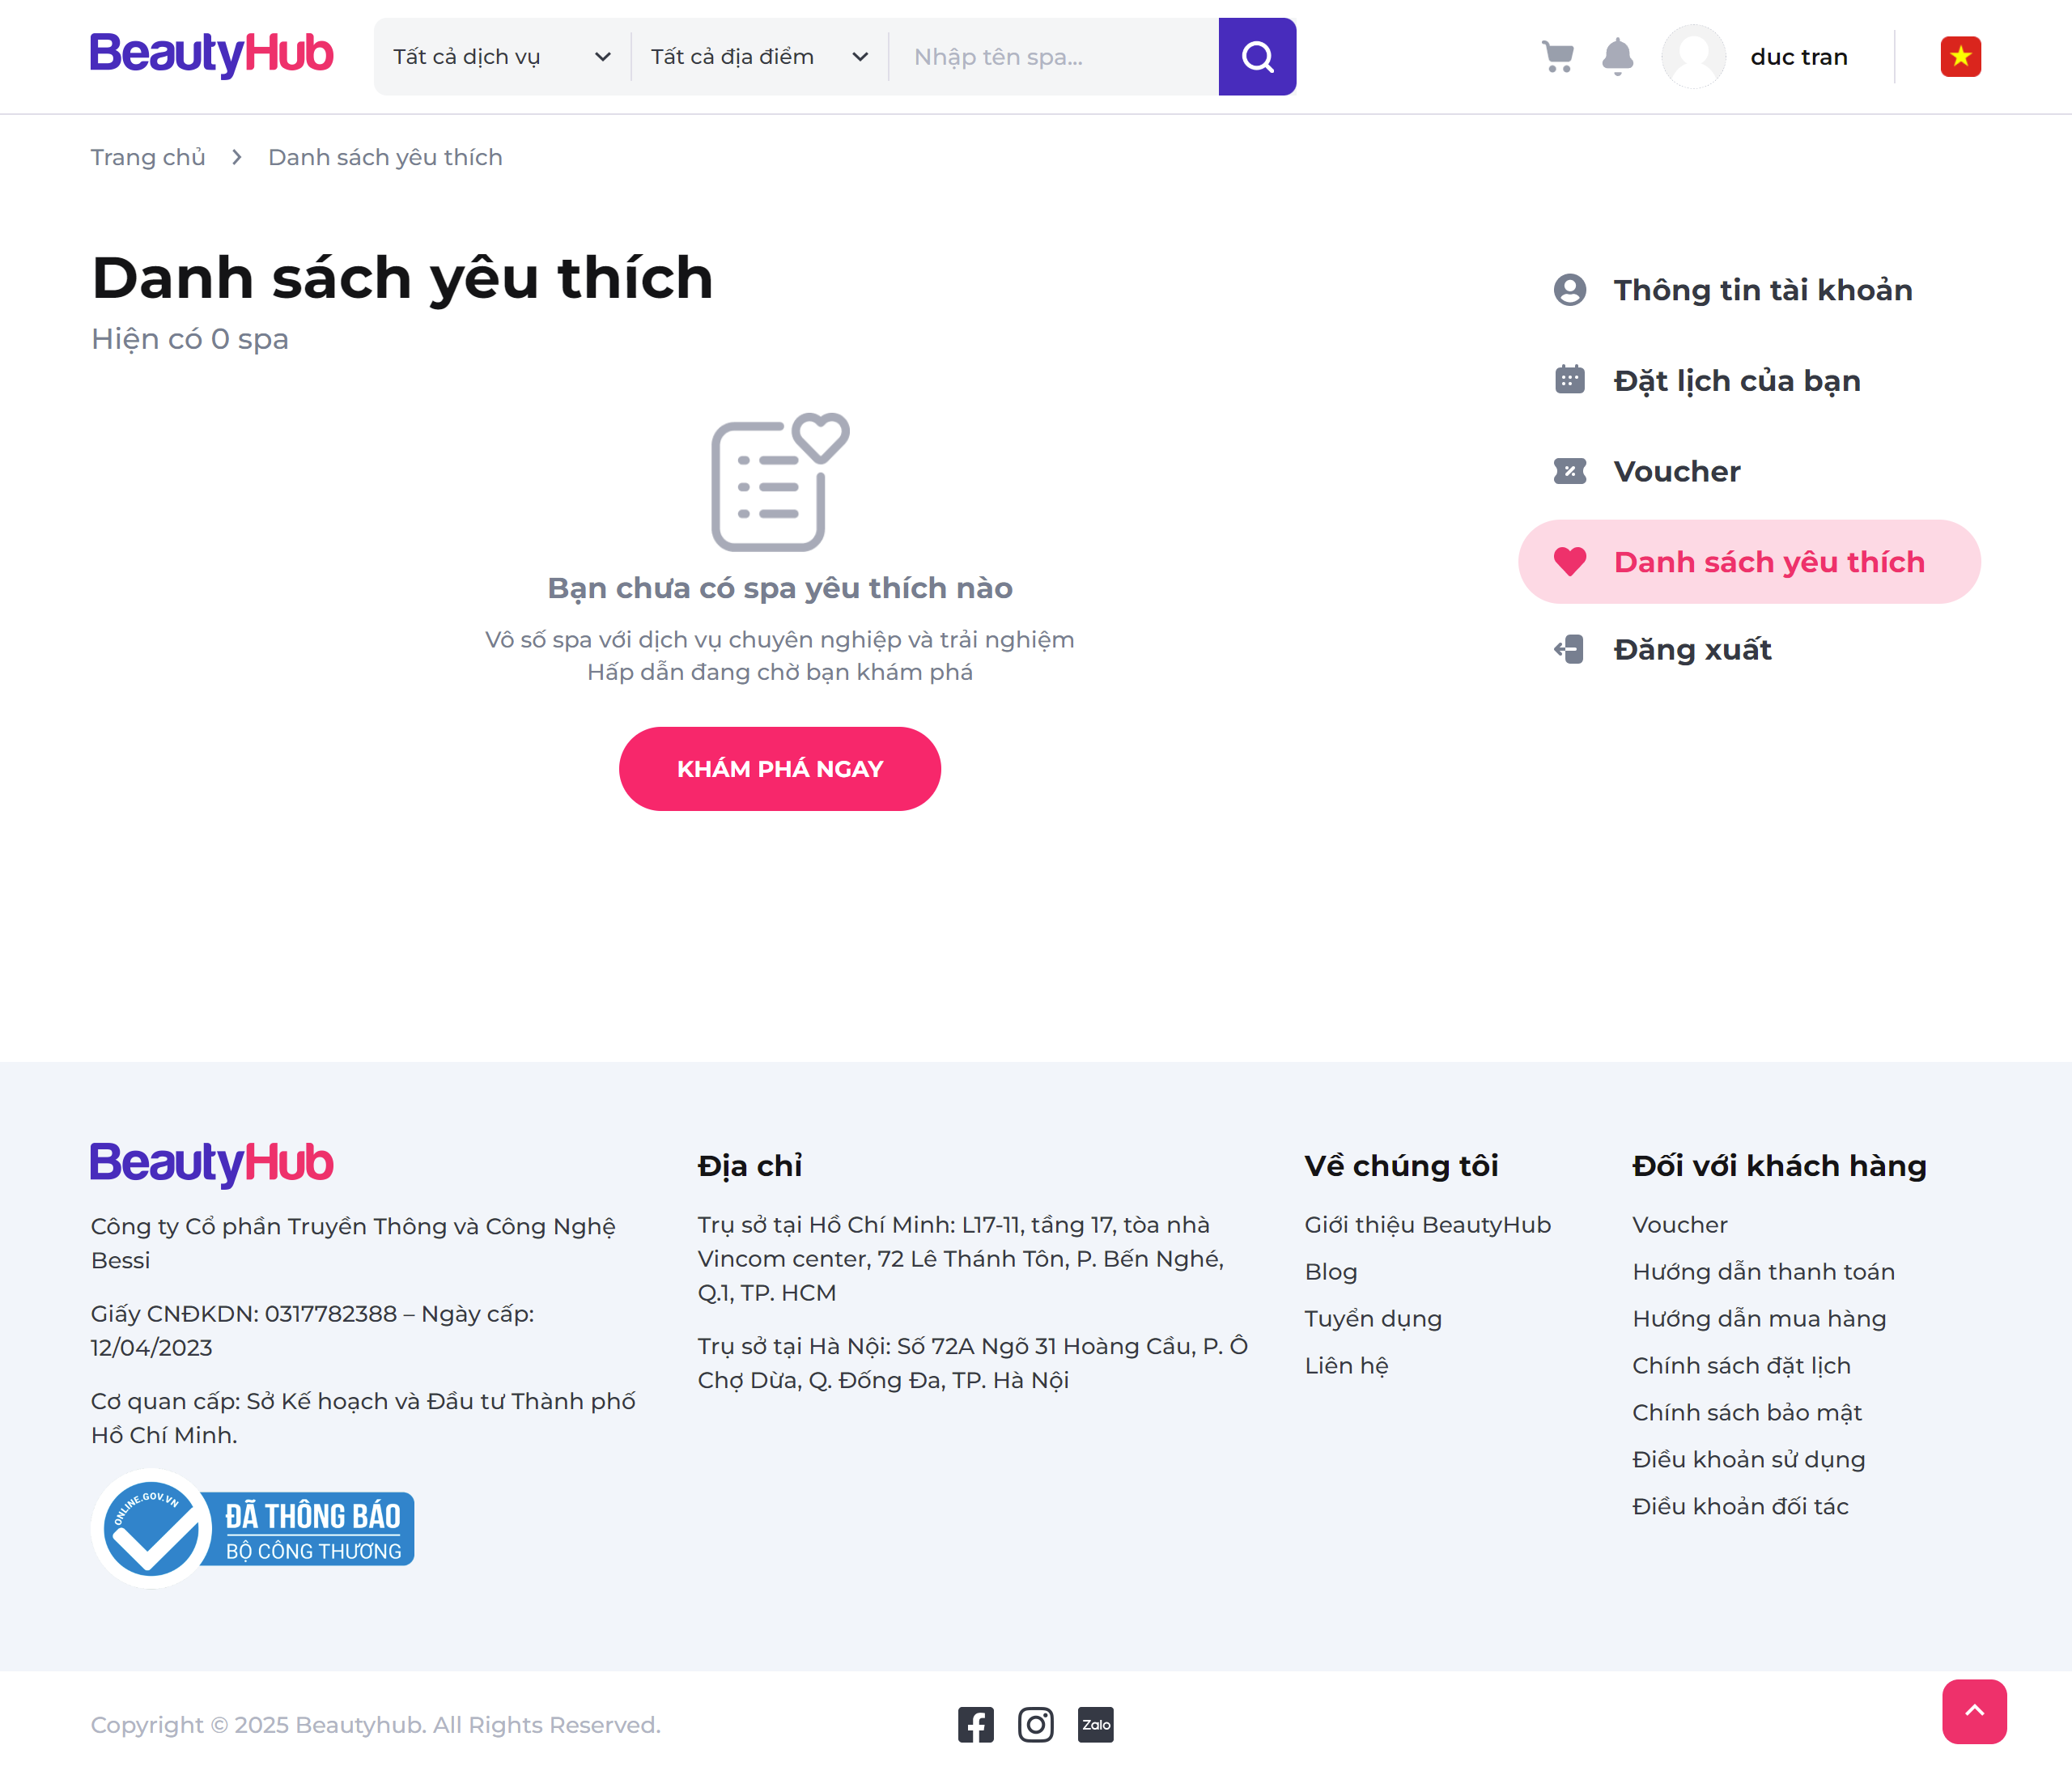 BeautyHub
Tất cả dịch vụ
Tất cả địa điểm
Nhập tên spa...
duc tran
Trang chủ
Danh sách yêu thích
Danh sách yêu thích
Hiện có 0 spa
Bạn chưa có spa yêu thích nào
Vô số spa với dịch vụ chuyên nghiệp và trải nghiệm
Hấp dẫn đang chờ bạn khám phá
KHÁM PHÁ NGAY
Thông tin tài khoản
Đặt lịch của bạn
Voucher
Danh sách yêu thích
Đăng xuất
BeautyHub
Công ty Cổ phần Truyền Thông và Công Nghệ
Bessi
Giấy CNĐKDN: 0317782388 – Ngày cấp:
12/04/2023
Cơ quan cấp: Sở Kế hoạch và Đầu tư Thành phố
Hồ Chí Minh.
ONLINE.GOV.VN
ĐÃ THÔNG BÁO
BỘ CÔNG THƯƠNG
Địa chỉ
Trụ sở tại Hồ Chí Minh: L17-11, tầng 17, tòa nhà
Vincom center, 72 Lê Thánh Tôn, P. Bến Nghé,
Q.1, TP. HCM
Trụ sở tại Hà Nội: Số 72A Ngõ 31 Hoàng Cầu, P. Ô
Chợ Dừa, Q. Đống Đa, TP. Hà Nội
Về chúng tôi
Giới thiệu BeautyHub
Blog
Tuyển dụng
Liên hệ
Đối với khách hàng
Voucher
Hướng dẫn thanh toán
Hướng dẫn mua hàng
Chính sách đặt lịch
Chính sách bảo mật
Điều khoản sử dụng
Điều khoản đối tác
Copyright © 2025 Beautyhub. All Rights Reserved.
Zalo